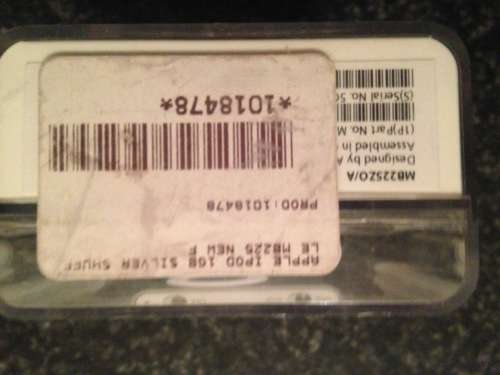 MB225ZO/A
Designed by
Assembled in
(1P)Part No.
(S)Serial No.
APPLE IPOD 1GB SILVER SHUFF
LE MB225 NEW F
PROD:1018478
*1018478*